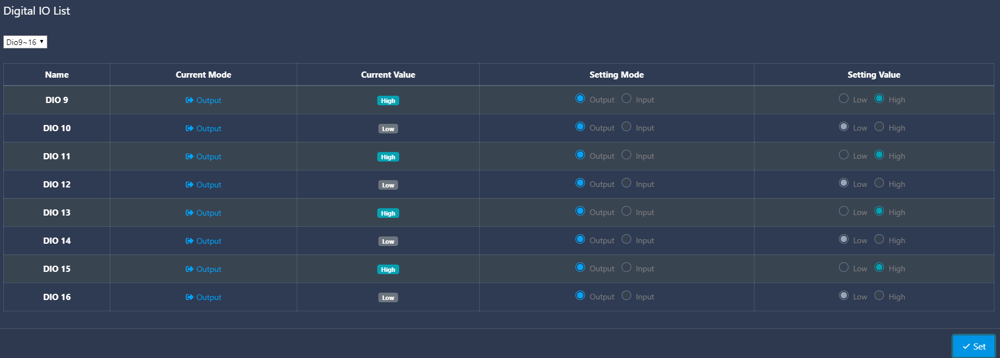 Digital IO List
Dio9~16
Name Current Mode Current Value Setting Mode Setting Value
DIO 9 Output High Output Input Low High
DIO 10 Output Low Output Input Low High
DIO 11 Output High Output Input Low High
DIO 12 Output Low Output Input Low High
DIO 13 Output High Output Input Low High
DIO 14 Output Low Output Input Low High
DIO 15 Output High Output Input Low High
DIO 16 Output Low Output Input Low High
Set